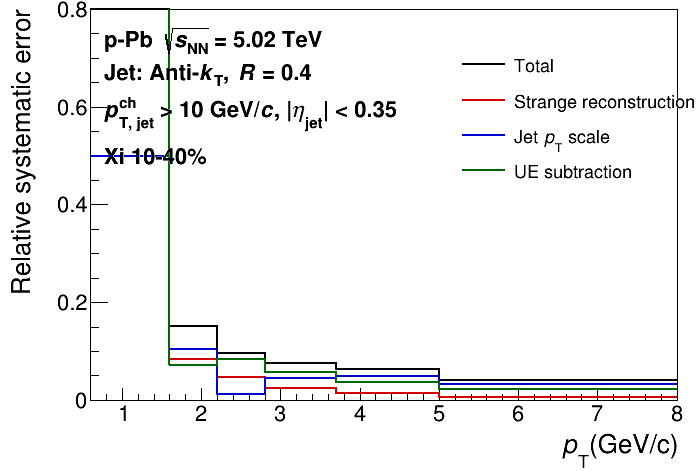 Relative systematic error
0.8
0.6
0.4
0.2
0
p-Pb √sNN = 5.02 TeV
Jet: Anti-kT, R = 0.4
p^ch_T, jet > 10 GeV/c, |ηjet| < 0.35
Xi 10-40%
Total
Strange reconstruction
Jet pT scale
UE subtraction
1 2 3 4 5 6 7 8
pT(GeV/c)